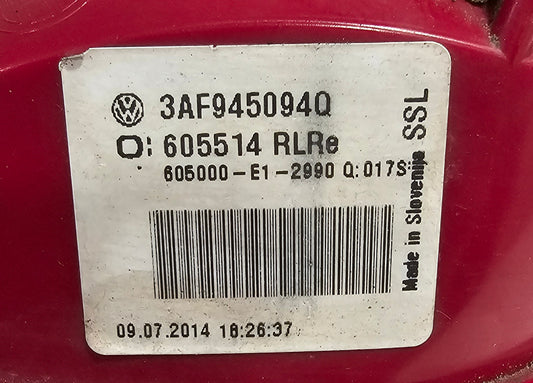 3AF945094Q
O: 605514 RLRe
605000-E1-2990 Q:017S
09.07.2014 16:26:37
Made in Slovenija SSL